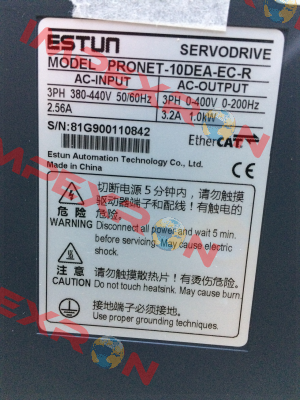 ESTUN SERVODRIVE
MODEL PRONET-10DEA-EC-R
AC-INPUT AC-OUTPUT
3PH 380-440V 50/60Hz 3PH 0-400V 0-200Hz
2.56A 3.2A 1.0kW
S/N:81G900110842 EtherCAT
Estun Automation Technology Co., Ltd.
Made in China
切断电源 5 分钟内，请勿触摸
驱动器端子和配线！有触电的
危险 危险。
WARNING Disconnect all power and wait 5 min.
before servicing. May cause electric
shock.
注意 请勿触摸散热片！有烫伤危险。
CAUTION Do not touch heatsink. May cause burn.
接地端子必须接地。
Use proper gronding techniques.
IMPEXRON
IMPEXRON